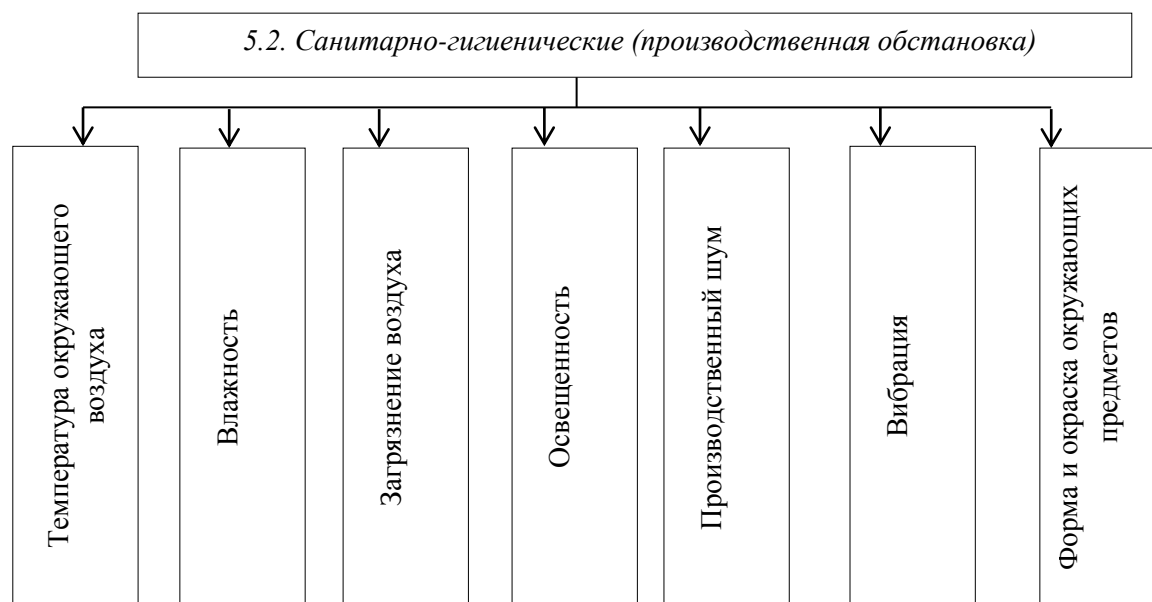 5.2. Санитарно-гигиенические (производственная обстановка)
Температура окружающего
воздуха
Влажность
Загрязнение воздуха
Освещенность
Производственный шум
Вибрация
Форма и окраска окружающих
предметов